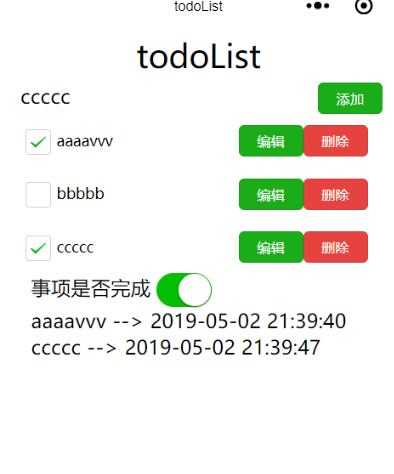 todoList
todoList
ccccc 添加
aaaavvv 编辑 删除
bbbbb 编辑 删除
ccccc 编辑 删除
事项是否完成
aaaavvv --> 2019-05-02 21:39:40
ccccc --> 2019-05-02 21:39:47